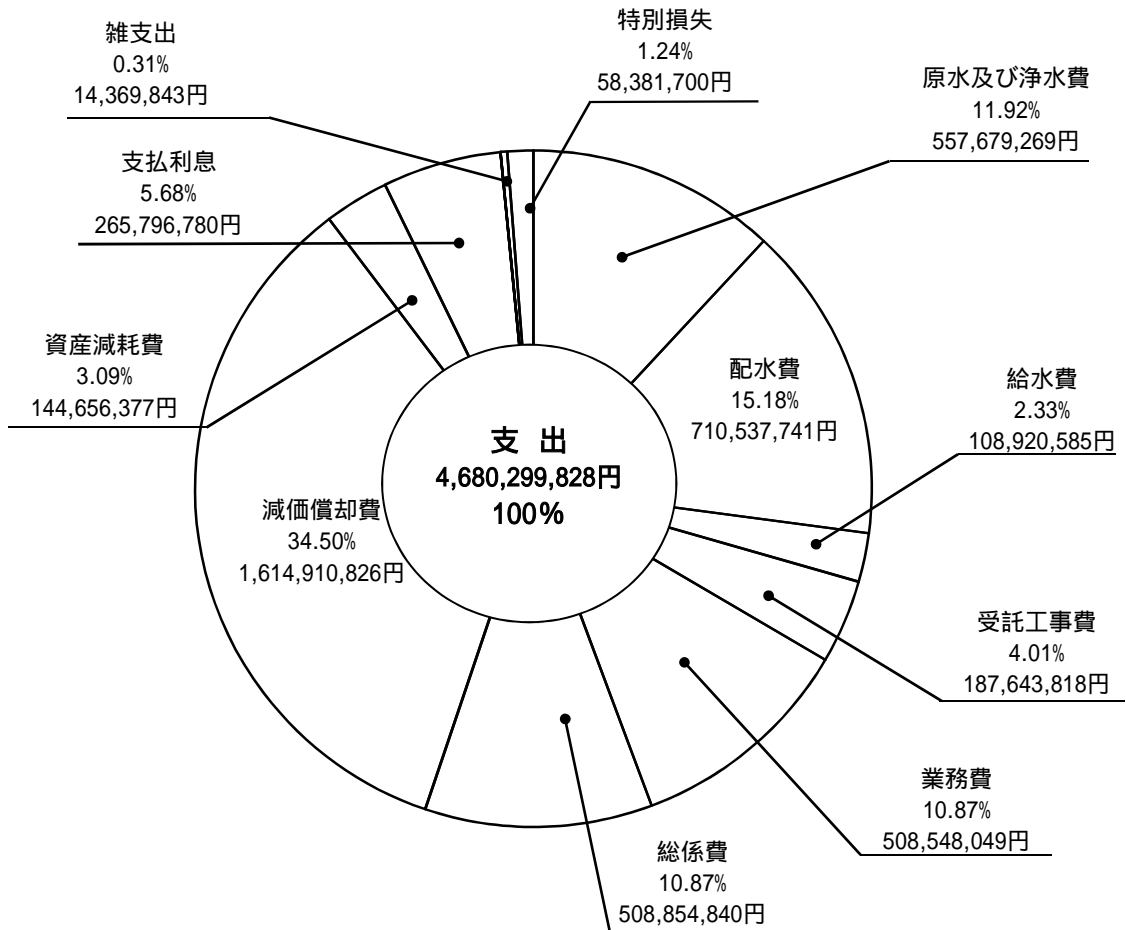 雑支出
0.31%
14,369,843円
特別損失
1.24%
58,381,700円
原水及び浄水費
11.92%
557,679,269円
支払利息
5.68%
265,796,780円
資産減耗費
3.09%
144,656,377円
配水費
15.18%
710,537,741円
給水費
2.33%
108,920,585円
支 出
4,680,299,828円
100%
減価償却費
34.50%
1,614,910,826円
受託工事費
4.01%
187,643,818円
業務費
10.87%
508,548,049円
総係費
10.87%
508,854,840円